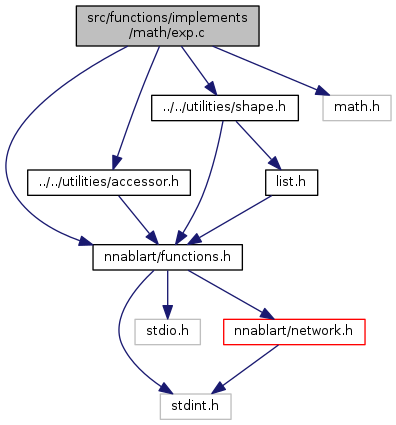 src/functions/implements
/math/exp.c
../../utilities/shape.h
math.h
../../utilities/accessor.h
list.h
nnablart/functions.h
stdio.h
nnablart/network.h
stdint.h